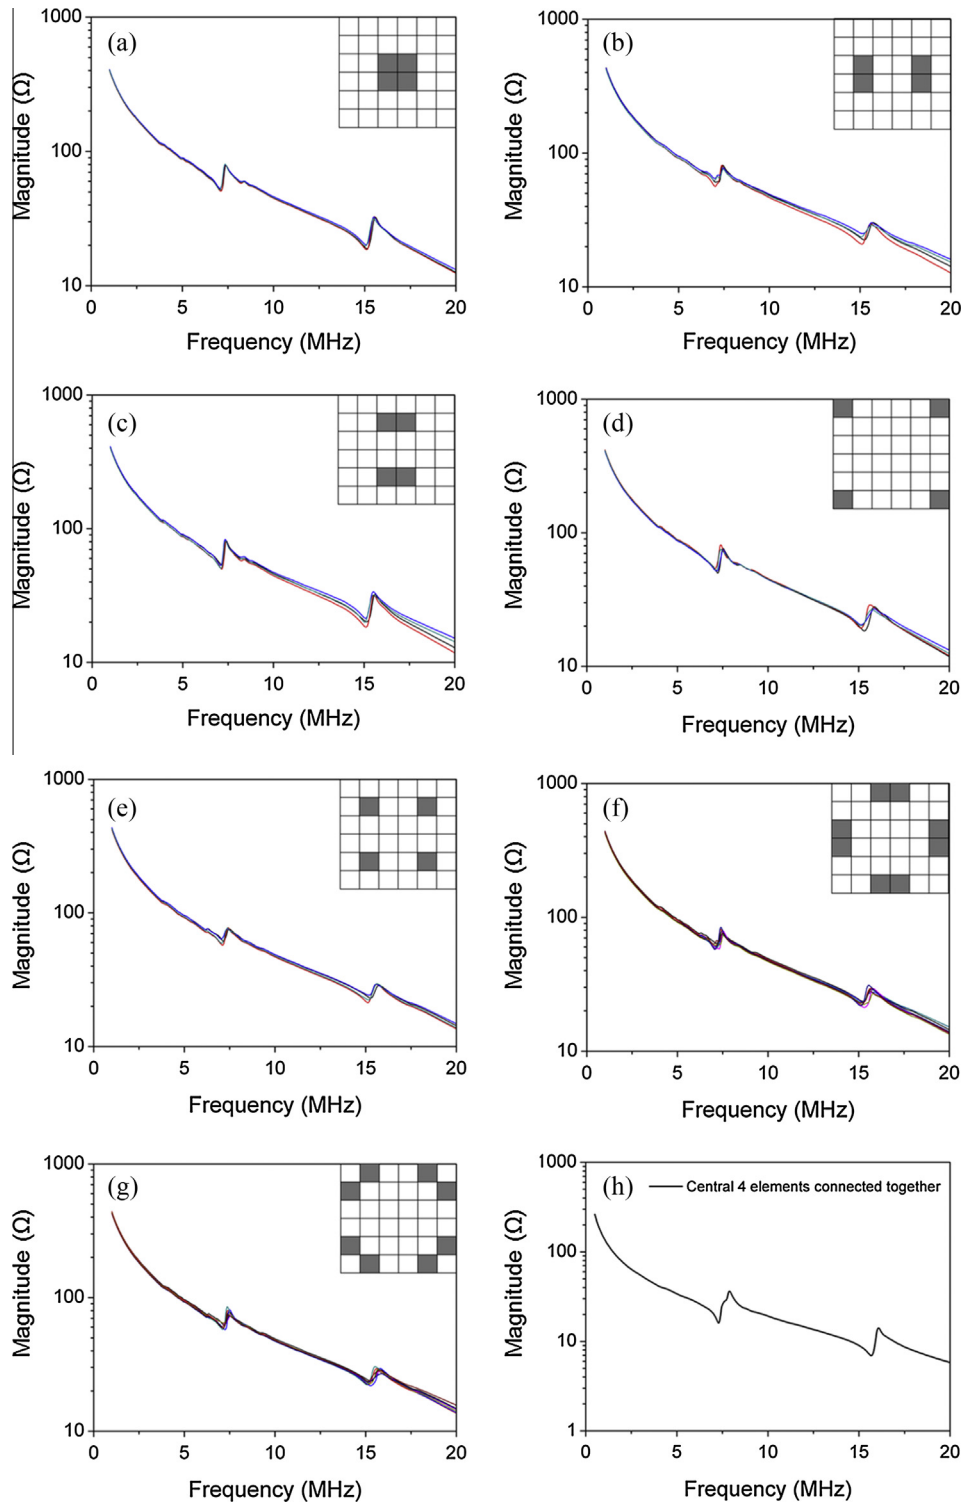 (a)
1000
100
10
Magnitude (Ω)
0 5 10 15 20
Frequency (MHz)
(b)
1000
100
10
Magnitude (Ω)
0 5 10 15 20
Frequency (MHz)
(c)
1000
100
10
Magnitude (Ω)
0 5 10 15 20
Frequency (MHz)
(d)
1000
100
10
Magnitude (Ω)
0 5 10 15 20
Frequency (MHz)
(e)
1000
100
10
Magnitude (Ω)
0 5 10 15 20
Frequency (MHz)
(f)
1000
100
10
Magnitude (Ω)
0 5 10 15 20
Frequency (MHz)
(g)
1000
100
10
Magnitude (Ω)
0 5 10 15 20
Frequency (MHz)
(h)
Central 4 elements connected together
1000
100
10
1
Magnitude (Ω)
0 5 10 15 20
Frequency (MHz)